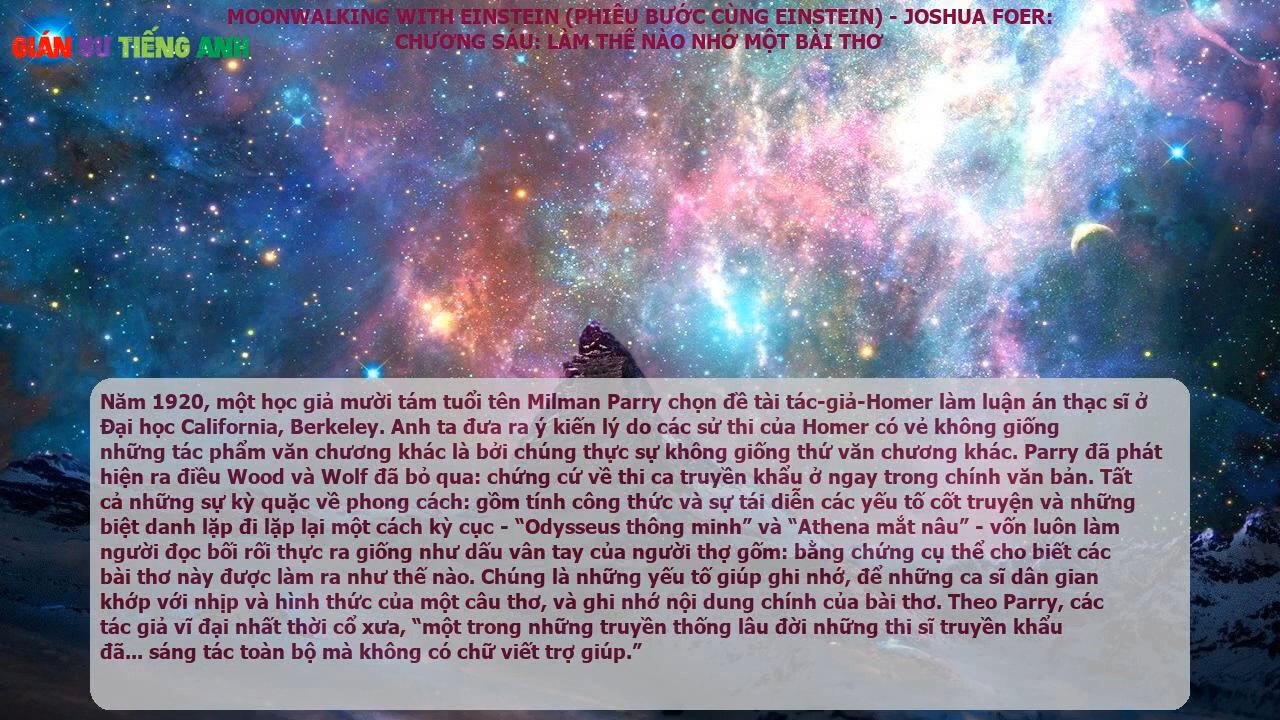 MOONWALKING WITH EINSTEIN (PHIÊU BƯỚC CÙNG EINSTEIN) - JOSHUA FOER:
CHƯƠNG SÁU: LÀM THẾ NÀO NHỚ MỘT BÀI THƠ
GIÁN SƯ TIẾNG ANH
Năm 1920, một học giả mười tám tuổi tên Milman Parry chọn đề tài tác-giả-Homer làm luận án thạc sĩ ở
Đại học California, Berkeley. Anh ta đưa ra ý kiến lý do các sử thi của Homer có vẻ không giống
những tác phẩm văn chương khác là bởi chúng thực sự không giống thứ văn chương khác. Parry đã phát
hiện ra điều Wood và Wolf đã bỏ qua: chứng cứ về thi ca truyền khẩu ở ngay trong chính văn bản. Tất
cả những sự kỳ quặc về phong cách: gồm tính công thức và sự tái diễn các yếu tố cốt truyện và những
biệt danh lặp đi lặp lại một cách kỳ cục - “Odysseus thông minh” và “Athena mắt nâu” - vốn luôn làm
người đọc bối rối thực ra giống như dấu vân tay của người thợ gốm: bằng chứng cụ thể cho biết các
bài thơ này được làm ra như thế nào. Chúng là những yếu tố giúp ghi nhớ, để những ca sĩ dân gian
khớp với nhịp và hình thức của một câu thơ, và ghi nhớ nội dung chính của bài thơ. Theo Parry, các
tác giả vĩ đại nhất thời cổ xưa, “một trong những truyền thống lâu đời những thi sĩ truyền khẩu
đã... sáng tác toàn bộ mà không có chữ viết trợ giúp.”